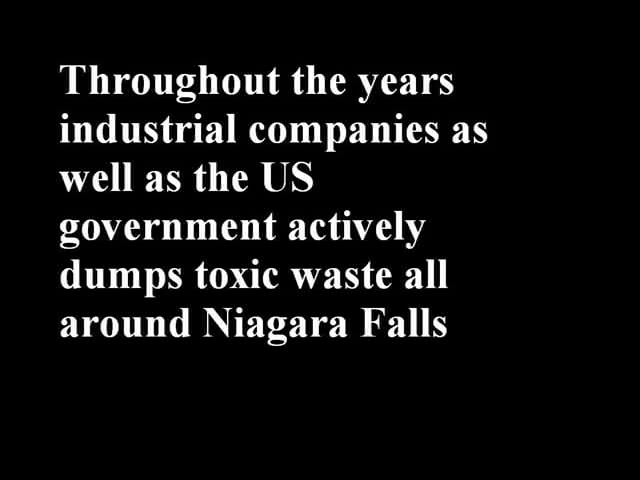 Throughout the years
industrial companies as
well as the US
government actively
dumps toxic waste all
around Niagara Falls